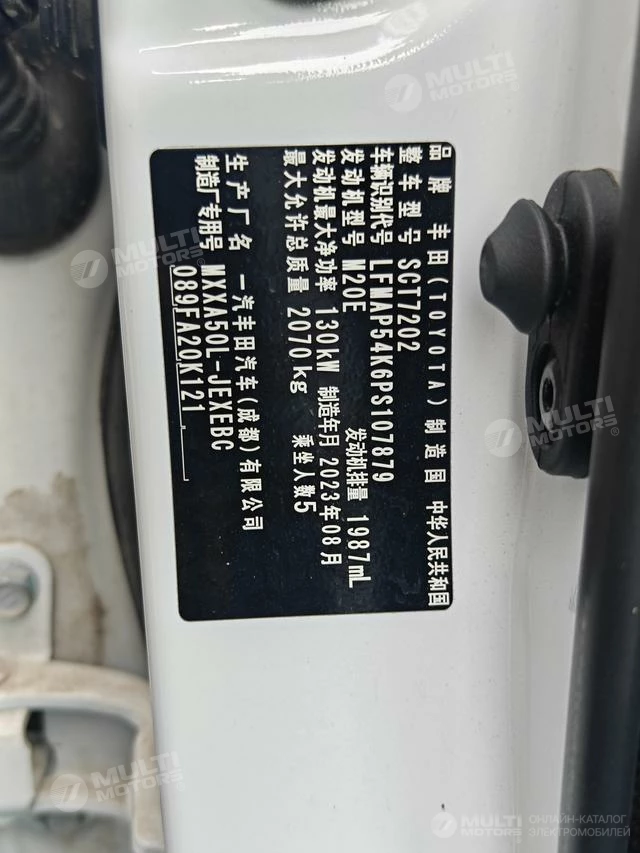 品牌 丰田(TOYOTA) 制造国 中华人民共和国
整车型号 SCT7202
车辆识别代号 LFMAP54K6PS107879
发动机型号 M20E 发动机排量 1987mL
发动机最大净功率 130kW 制造年月 2023年08月
最大允许总质量 2070kg 乘坐人数 5
生产厂名 一汽丰田汽车(成都)有限公司
制造厂专用号 MXXA50L-JEXEBC
089FA20K121
MULTI MOTORS
MULTI MOTORS
MULTI MOTORS
MULTI MOTORS
MULTI MOTORS
ОНЛАЙН-КАТАЛОГ
ЭЛЕКТРОМОБИЛЕЙ